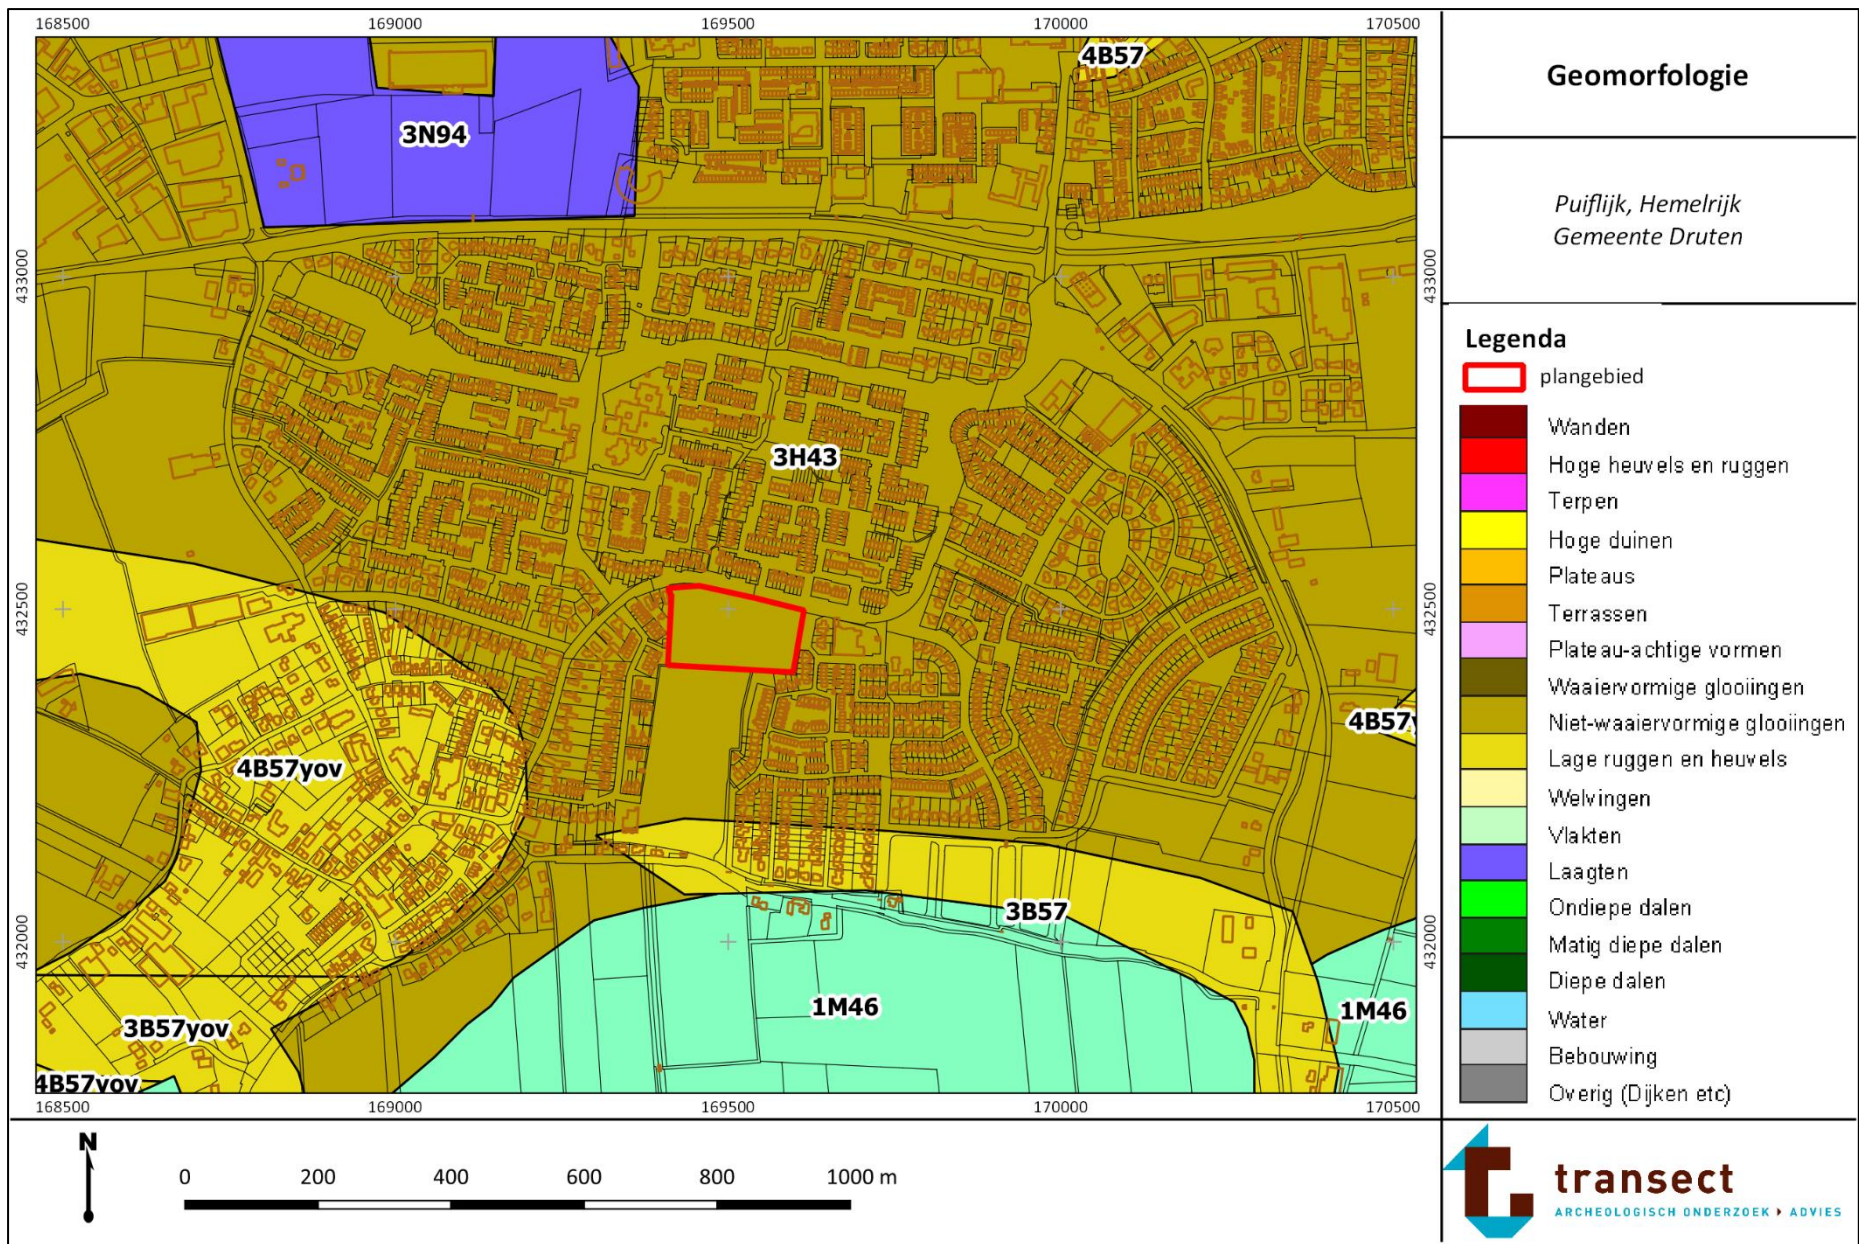 168500 169000 169500 170000 170500
4B57
3N94
433000 433000
3H43
432500 432500
4B57y
4B57yov
3B57
432000 432000
1M46 1M46
3B57yov
4B57yov
168500 169000 169500 170000 170500
N
0 200 400 600 800 1000 m
Geomorfologie
Puiflijk, Hemelrijk
Gemeente Druten
Legenda
plangebied
Wanden
Hoge heuvels en ruggen
Terpen
Hoge duinen
Plateaus
Terrassen
Plateau-achtige vormen
Waaiervormige glooiingen
Niet-waaiervormige glooiingen
Lage ruggen en heuvels
Welvingen
Vlakten
Laagten
Ondiepe dalen
Matig diepe dalen
Diepe dalen
Water
Bebouwing
Overig (Dijken etc)
transect
ARCHEOLOGISCH ONDERZOEK ▸ ADVIES